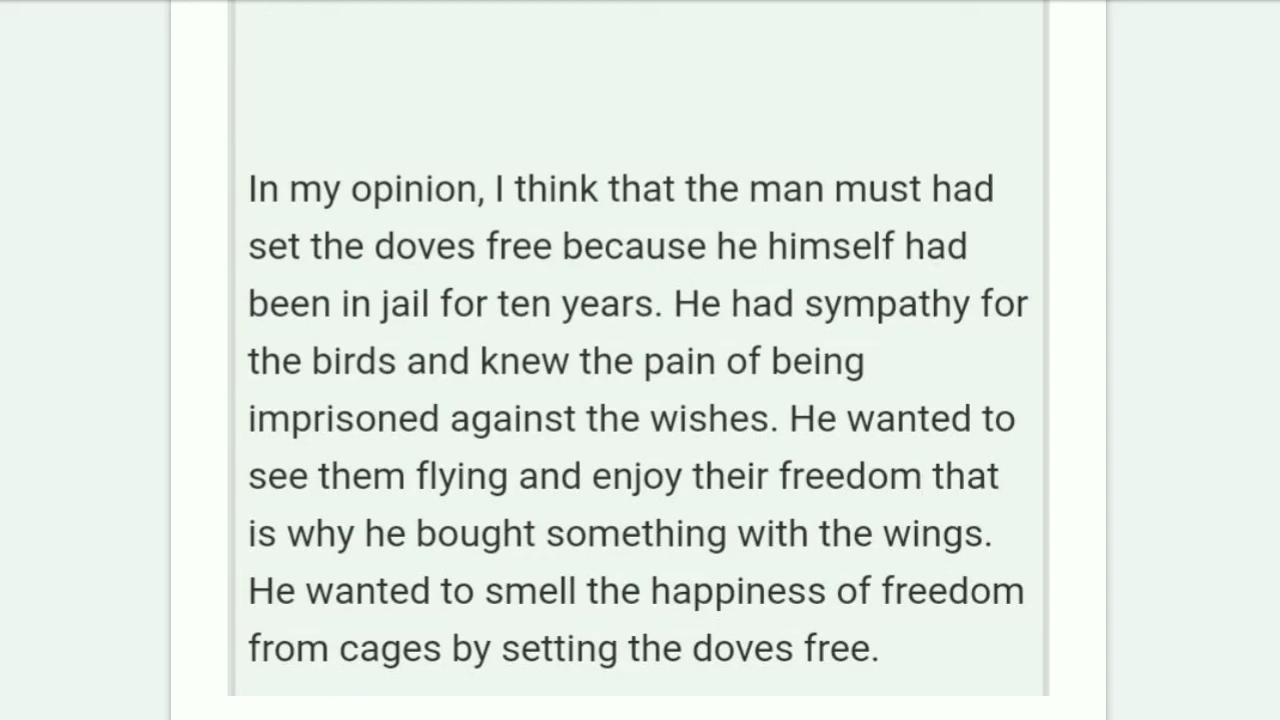 In my opinion, I think that the man must had
set the doves free because he himself had
been in jail for ten years. He had sympathy for
the birds and knew the pain of being
imprisoned against the wishes. He wanted to
see them flying and enjoy their freedom that
is why he bought something with the wings.
He wanted to smell the happiness of freedom
from cages by setting the doves free.